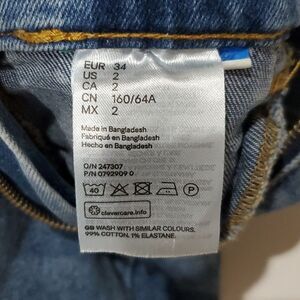 EUR 34
US 2
CA 2
CN 160/64A
MX 2
Made in Bangladesh
Fabriqué en Bangladesh
Hecho en Bangladesh
O/N 247307
P/N 0792909 0
40
P
clevercare.info
GB WASH WITH SIMILAR COLOURS.
99% COTTON, 1% ELASTANE.